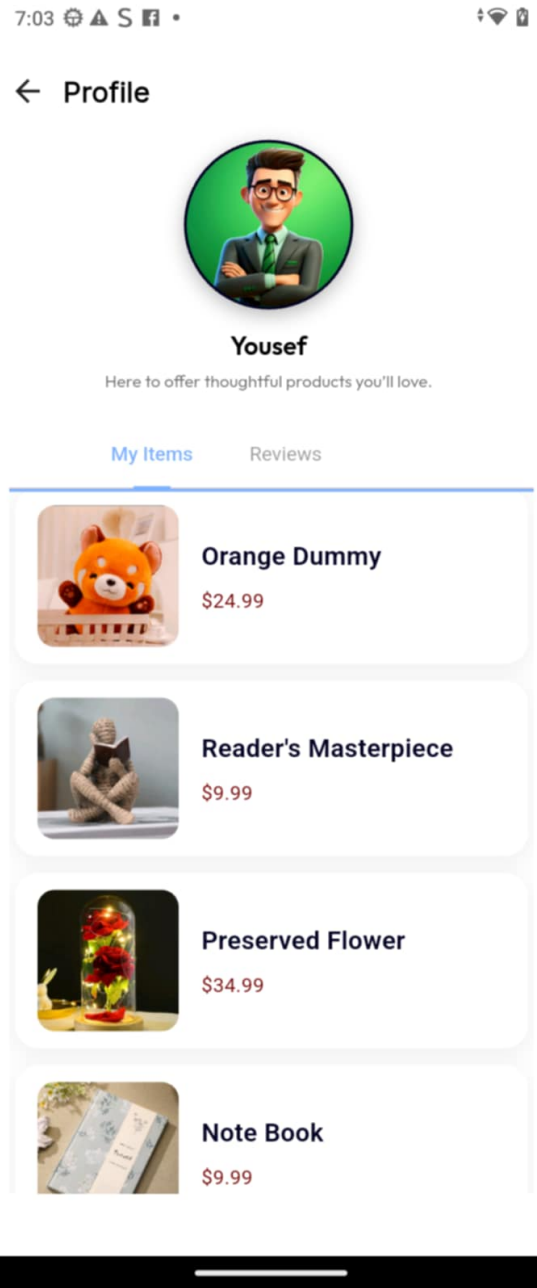 7:03
Profile
Yousef
Here to offer thoughtful products you'll love.
My Items
Reviews
Orange Dummy
$24.99
Reader's Masterpiece
$9.99
Preserved Flower
$34.99
Note Book
$9.99